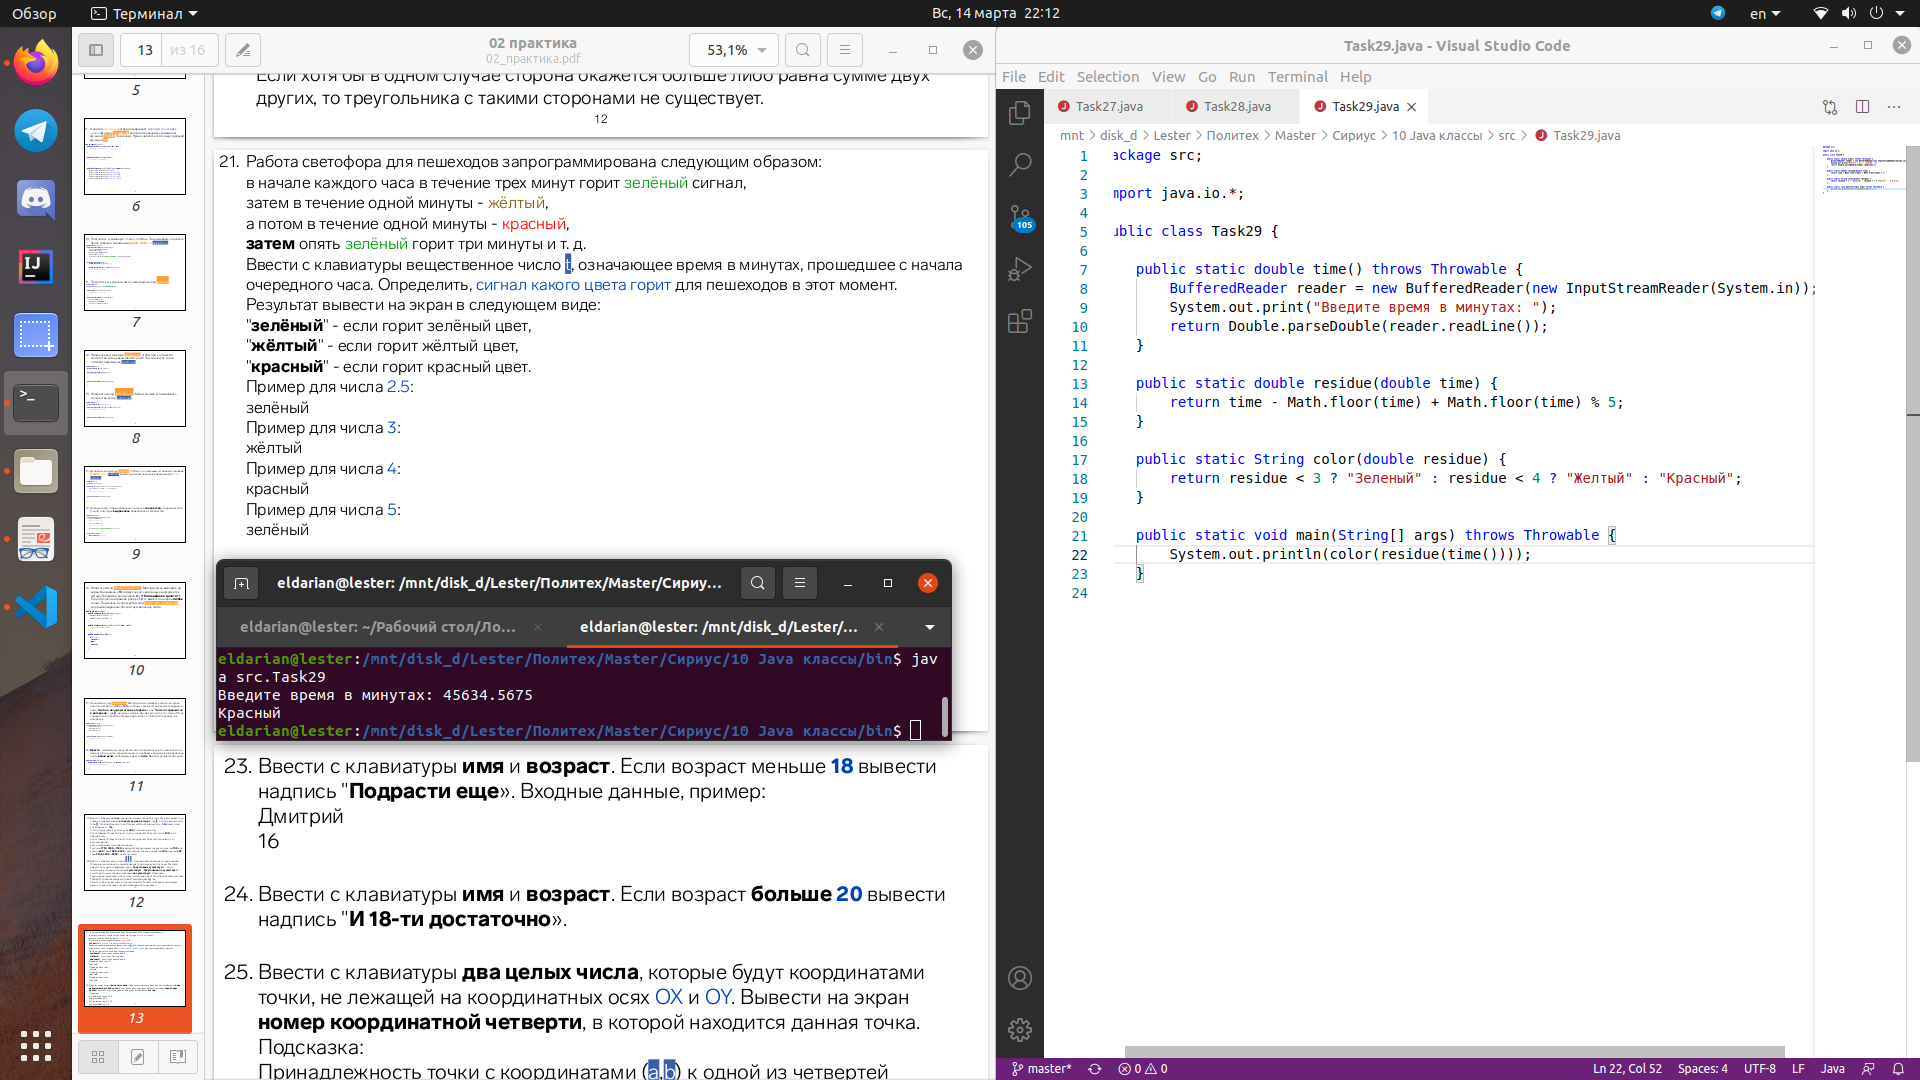 Обзор
Терминал
Вс, 14 марта 22:12
en
13
из 16
02 практика
02_практика.pdf
53,1%
5
6
7
8
9
10
11
12
13
Если хотя бы в одном случае сторона окажется больше либо равна сумме двух
других, то треугольника с такими сторонами не существует.
12
21. Работа светофора для пешеходов запрограммирована следующим образом:
в начале каждого часа в течение трех минут горит зелёный сигнал,
затем в течение одной минуты - жёлтый,
а потом в течение одной минуты - красный,
затем опять зелёный горит три минуты и т. д.
Ввести с клавиатуры вещественное число t, означающее время в минутах, прошедшее с начала
очередного часа. Определить, сигнал какого цвета горит для пешеходов в этот момент.
Результат вывести на экран в следующем виде:
"зелёный" - если горит зелёный цвет,
"жёлтый" - если горит жёлтый цвет,
"красный" - если горит красный цвет.
Пример для числа 2.5:
зелёный
Пример для числа 3:
жёлтый
Пример для числа 4:
красный
Пример для числа 5:
зелёный
eldarian@lester: /mnt/disk_d/Lester/Политех/Master/Сириу...
eldarian@lester: ~/Рабочий стол/Ло...
eldarian@lester: /mnt/disk_d/Lester/...
eldarian@lester:/mnt/disk_d/Lester/Политех/Master/Сириус/10 Java классы/bin$ jav
a src.Task29
Введите время в минутах: 45634.5675
Красный
eldarian@lester:/mnt/disk_d/Lester/Политех/Master/Сириус/10 Java классы/bin$
23. Ввести с клавиатуры имя и возраст. Если возраст меньше 18 вывести
надпись "Подрасти еще». Входные данные, пример:
Дмитрий
16
24. Ввести с клавиатуры имя и возраст. Если возраст больше 20 вывести
надпись "И 18-ти достаточно».
25. Ввести с клавиатуры два целых числа, которые будут координатами
точки, не лежащей на координатных осях OX и OY. Вывести на экран
номер координатной четверти, в которой находится данная точка.
Подсказка:
Принадлежность точки с координатами (a,b) к одной из четвертей
Task29.java - Visual Studio Code
File Edit Selection View Go Run Terminal Help
Task27.java
Task28.java
Task29.java
mnt > disk_d > Lester > Политех > Master > Сириус > 10 Java классы > src > Task29.java
105
1 ackage src;
2
3 mport java.io.*;
4
5 ublic class Task29 {
6
7 public static double time() throws Throwable {
8 BufferedReader reader = new BufferedReader(new InputStreamReader(System.in));
9 System.out.print("Введите время в минутах: ");
10 return Double.parseDouble(reader.readLine());
11 }
12
13 public static double residue(double time) {
14 return time - Math.floor(time) + Math.floor(time) % 5;
15 }
16
17 public static String color(double residue) {
18 return residue < 3 ? "Зеленый" : residue < 4 ? "Желтый" : "Красный";
19 }
20
21 public static void main(String[] args) throws Throwable {
22 System.out.println(color(residue(time())));
23 }
24
master*
0
0
Ln 22, Col 52
Spaces: 4
UTF-8
LF
Java